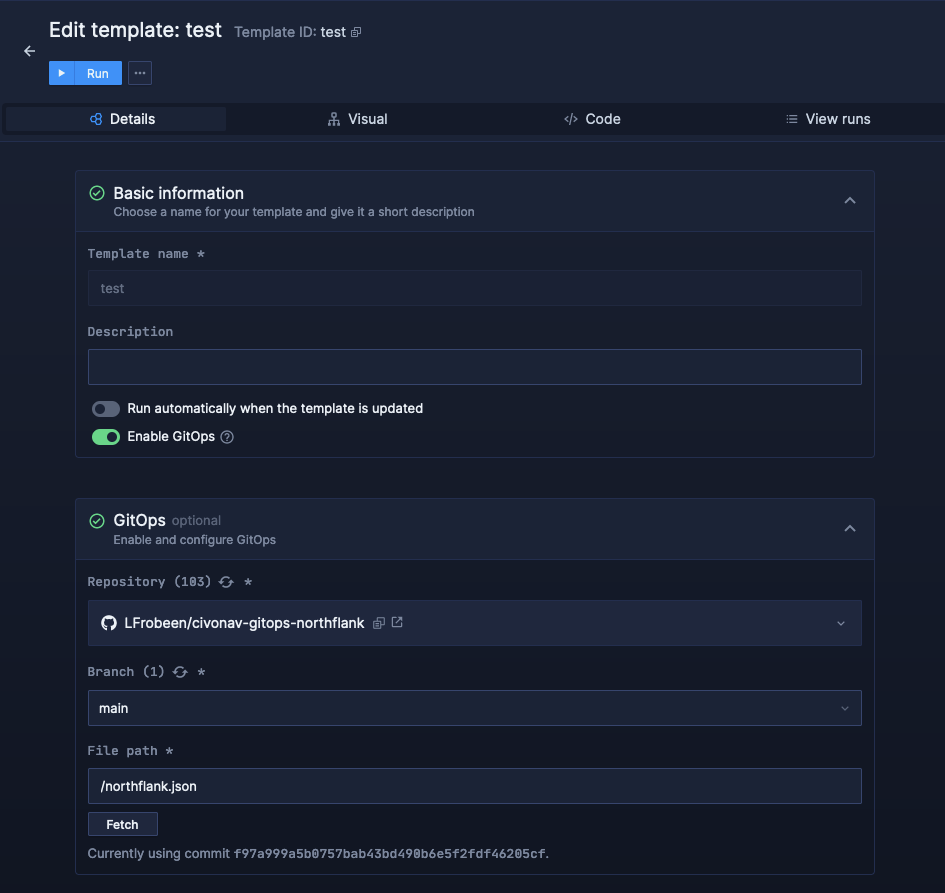 Edit template: test Template ID: test
Run
Details Visual </> Code View runs
Basic information
Choose a name for your template and give it a short description
Template name *
test
Description
Run automatically when the template is updated
Enable GitOps ?
GitOps optional
Enable and configure GitOps
Repository (103) *
LFrobeen/civonav-gitops-northflank
Branch (1) *
main
File path *
/northflank.json
Fetch
Currently using commit f97a999a5b0757bab43bd490b6e5f2fdf46205cf.